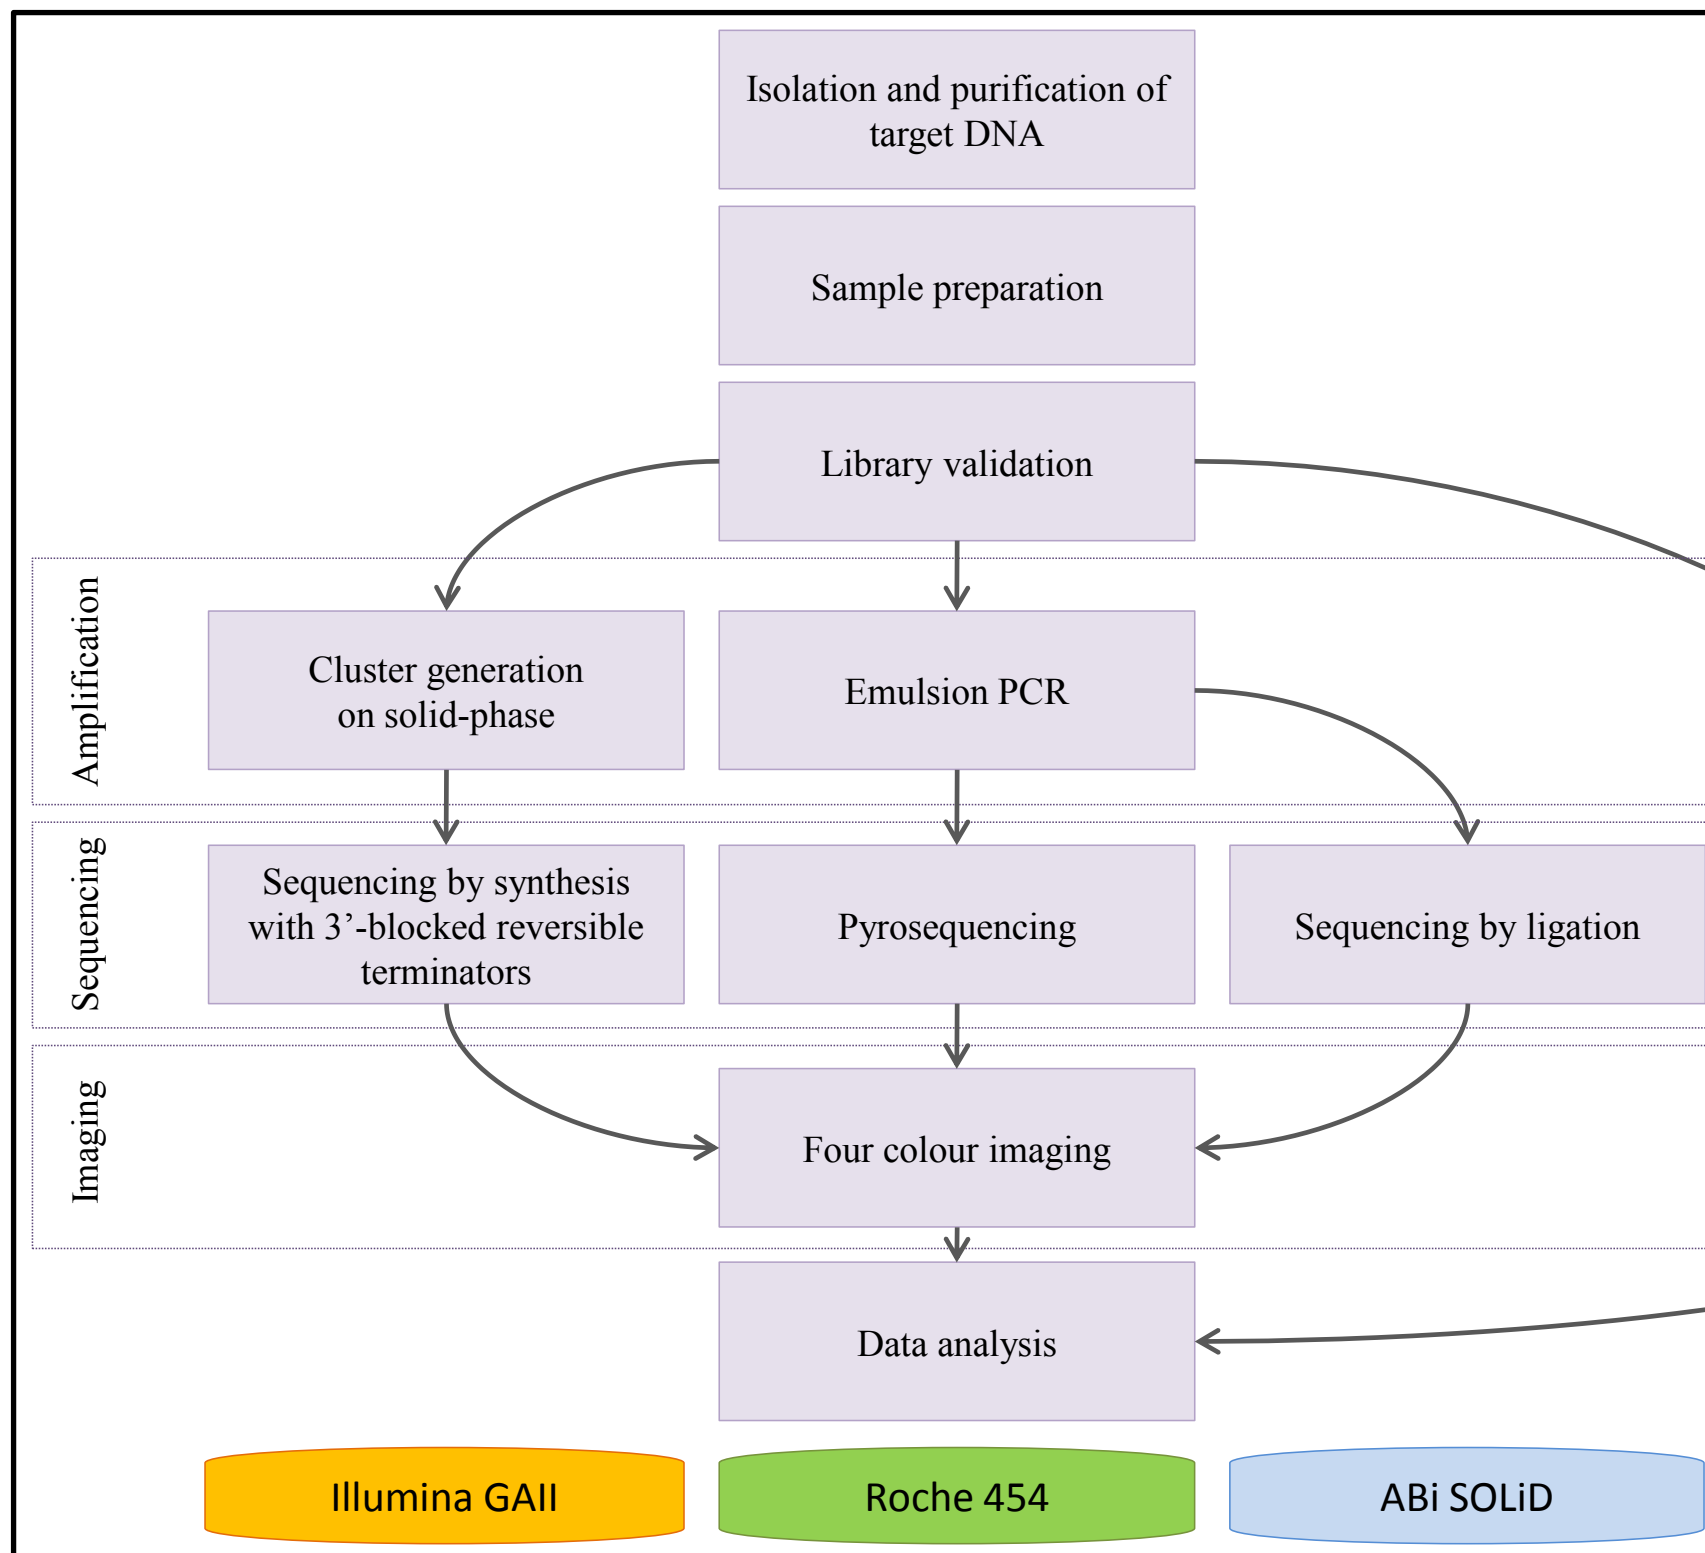 Isolation and purification of
target DNA
Sample preparation
Library validation
Amplification
Cluster generation
on solid-phase
Emulsion PCR
Sequencing
Sequencing by synthesis
with 3’-blocked reversible
terminators
Pyrosequencing
Sequencing by ligation
Imaging
Four colour imaging
Data analysis
Illumina GAII
Roche 454
ABi SOLiD